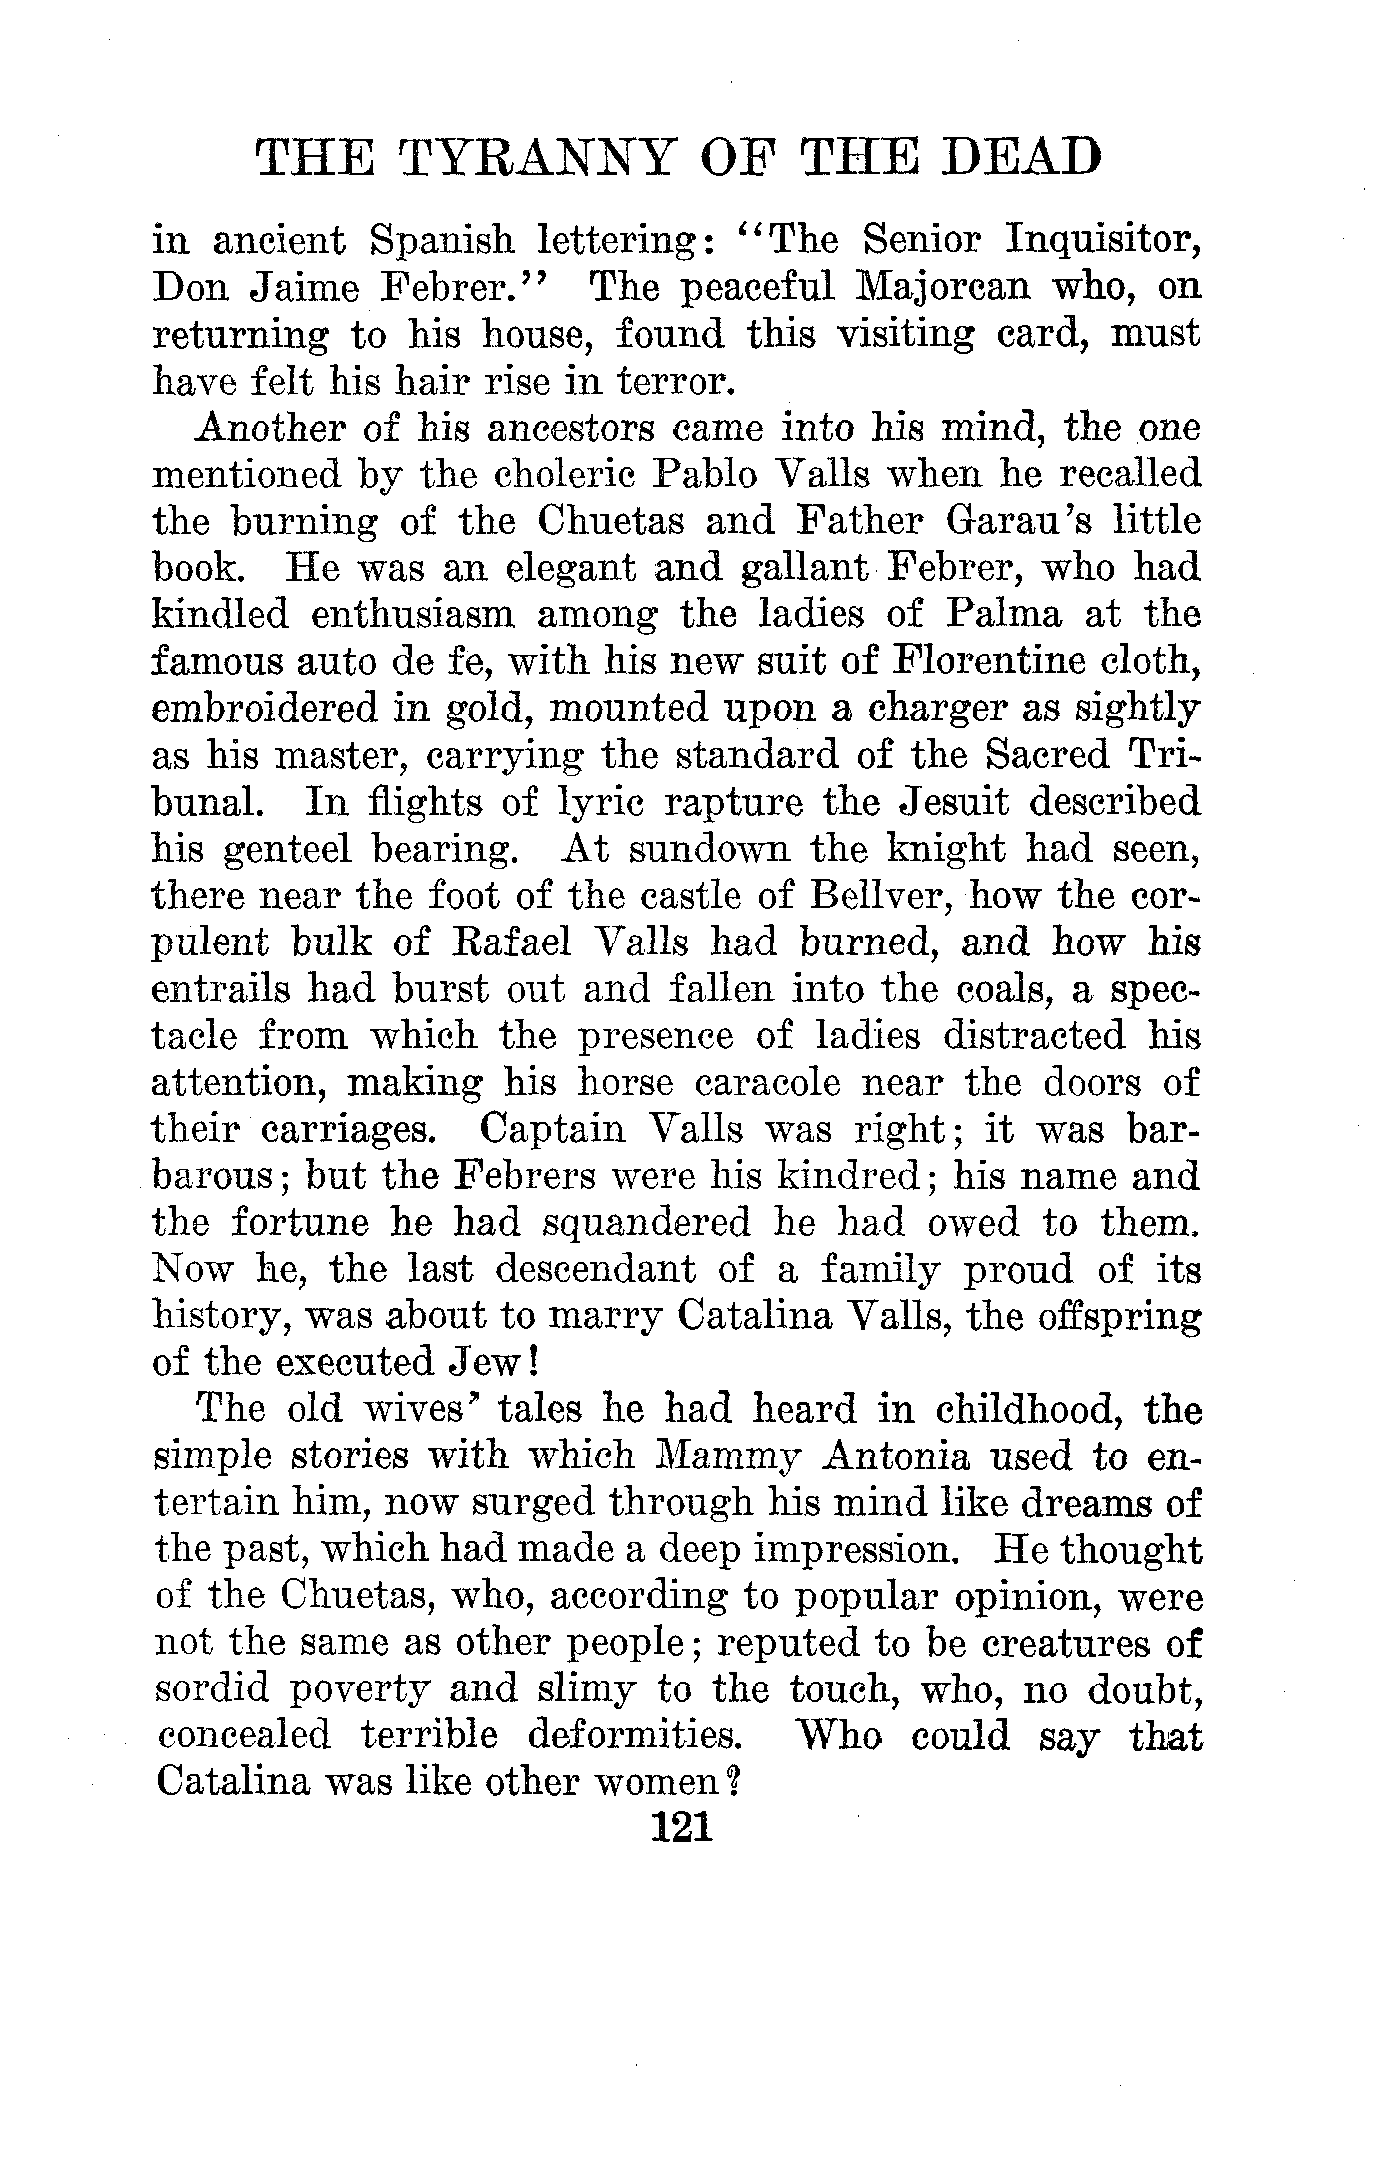 THE TYRANNY OF THE DEAD
in ancient Spanish lettering: "The Senior Inquisitor,
Don Jaime Febrer." The peaceful Majorcan who, on
returning to his house, found this visiting card, must
have felt his hair rise in terror.
Another of his ancestors came into his mind, the one
mentioned by the choleric Pablo Valls when he recalled
the burning of the Chuetas and Father Garau's little
book. He was an elegant and gallant Febrer, who had
kindled enthusiasm among the ladies of Palma at the
famous auto de fe, with his new suit of Florentine cloth,
embroidered in gold, mounted upon a charger as sightly
as his master, carrying the standard of the Sacred Tri-
bunal. In flights of lyric rapture the Jesuit described
his genteel bearing. At sundown the knight had seen,
there near the foot of the castle of Bellver, how the cor-
pulent bulk of Rafael Valls had burned, and how his
entrails had burst out and fallen into the coals, a spec-
tacle from which the presence of ladies distracted his
attention, making his horse caracole near the doors of
their carriages. Captain Valls was right; it was bar-
barous; but the Febrers were his kindred; his name and
the fortune he had squandered he had owed to them.
Now he, the last descendant of a family proud of its
history, was about to marry Catalina Valls, the offspring
of the executed Jew!
The old wives' tales he had heard in childhood, the
simple stories with which Mammy Antonia used to en-
tertain him, now surged through his mind like dreams of
the past, which had made a deep impression. He thought
of the Chuetas, who, according to popular opinion, were
not the same as other people; reputed to be creatures of
sordid poverty and slimy to the touch, who, no doubt,
concealed terrible deformities. Who could say that
Catalina was like other women?
121